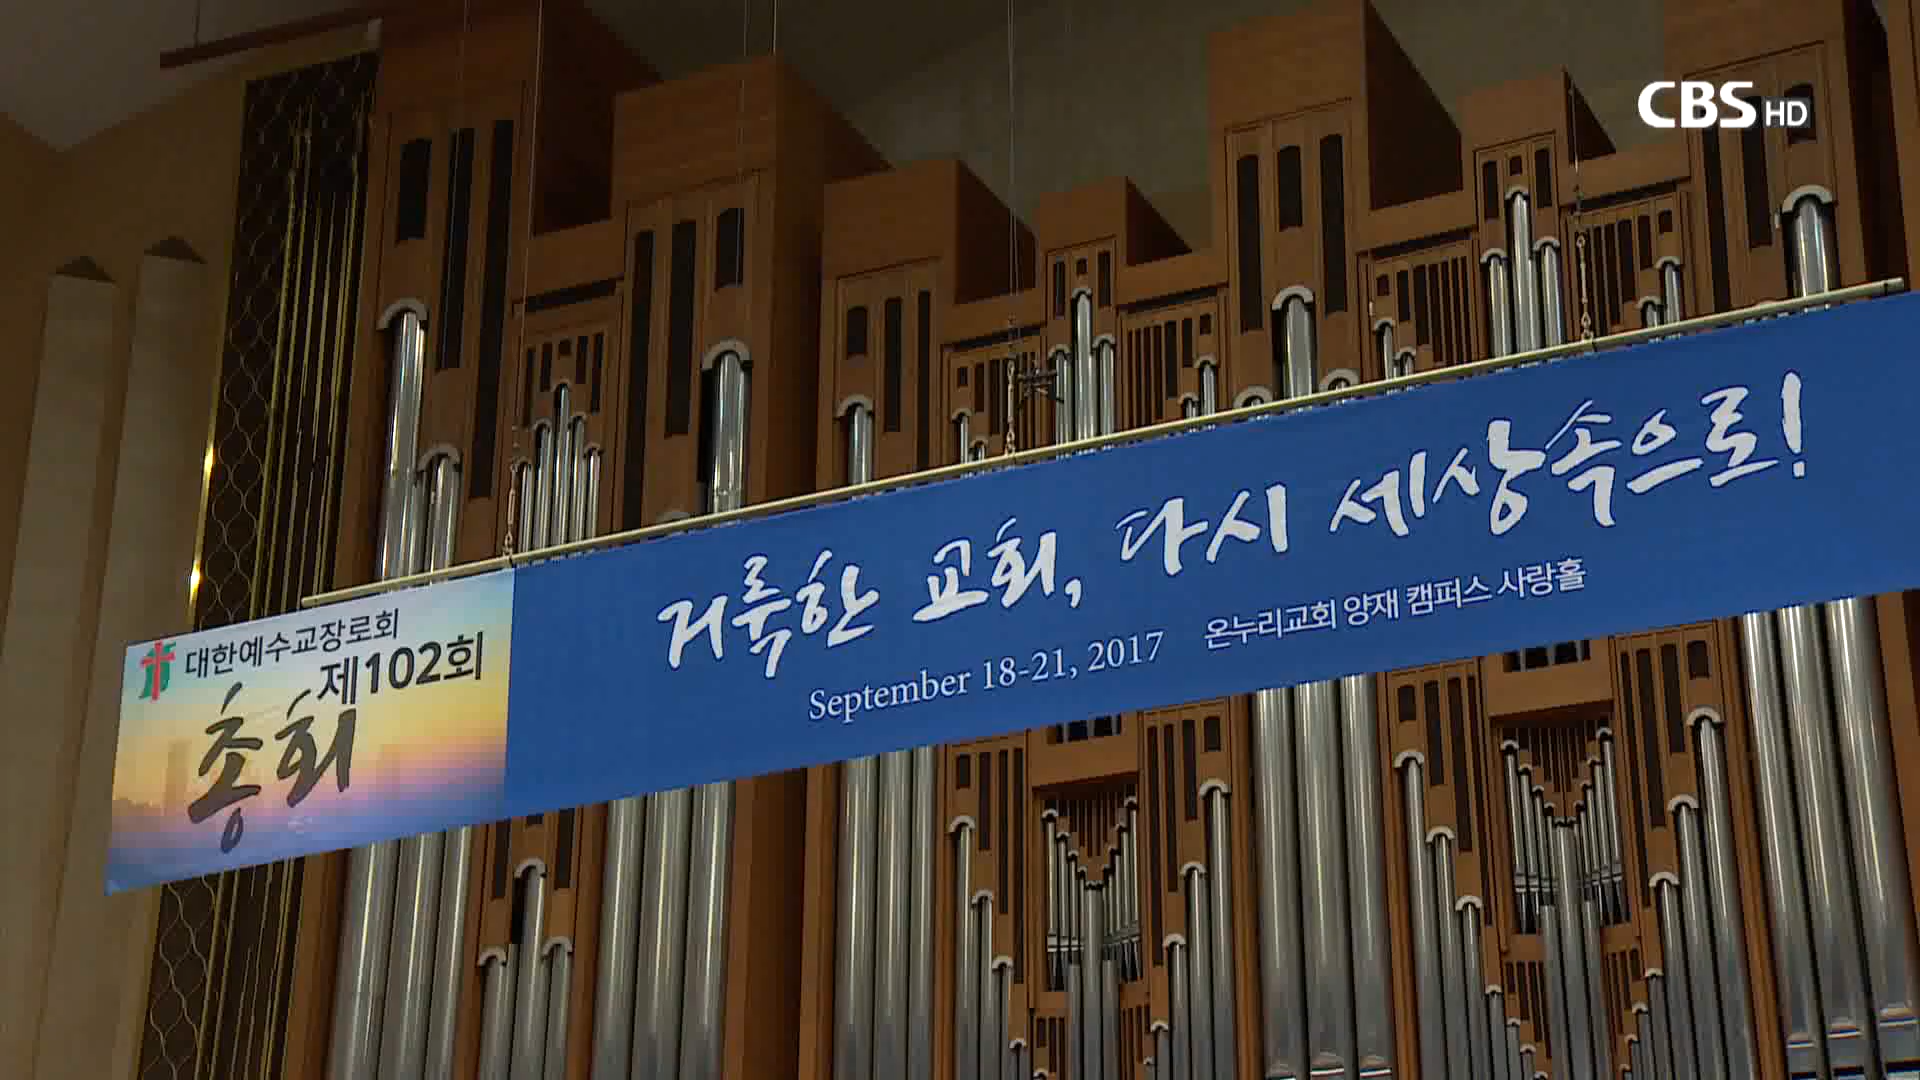 CBS HD
대한예수교장로회
제102회
총회
거룩한 교회, 다시 세상속으로!
September 18-21, 2017 온누리교회 양재 캠퍼스 사랑홀